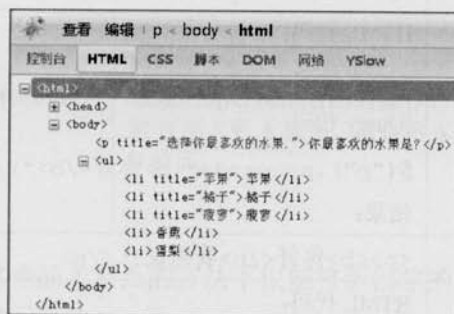 查看 编辑 p < body < html
控制台 HTML CSS 脚本 DOM 网络 YSlow
<html>
<head>
<body>
<p title="选择你最喜欢的水果.">你最喜欢的水果是?</p>
<ul>
<li title="苹果">苹果</li>
<li title="橘子">橘子</li>
<li title="菠萝">菠萝</li>
<li>香蕉</li>
<li>雪梨</li>
</ul>
</body>
</html>